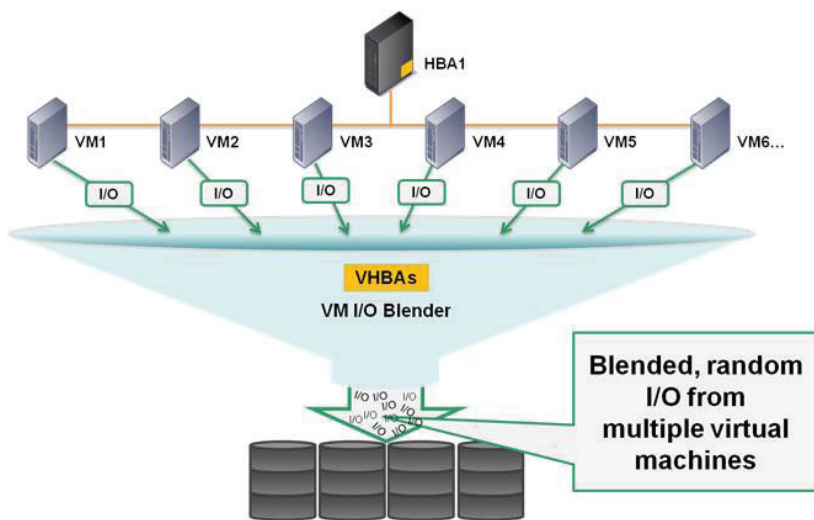 HBA1
VM1
VM2
VM3
VM4
VM5
VM6...
I/O
I/O
I/O
I/O
I/O
I/O
VHBAs
VM I/O Blender
Blended, random
I/O from
multiple virtual
machines
I/O I/O I/O
I/O I/O
I/O I/O I/O
I/O I/O